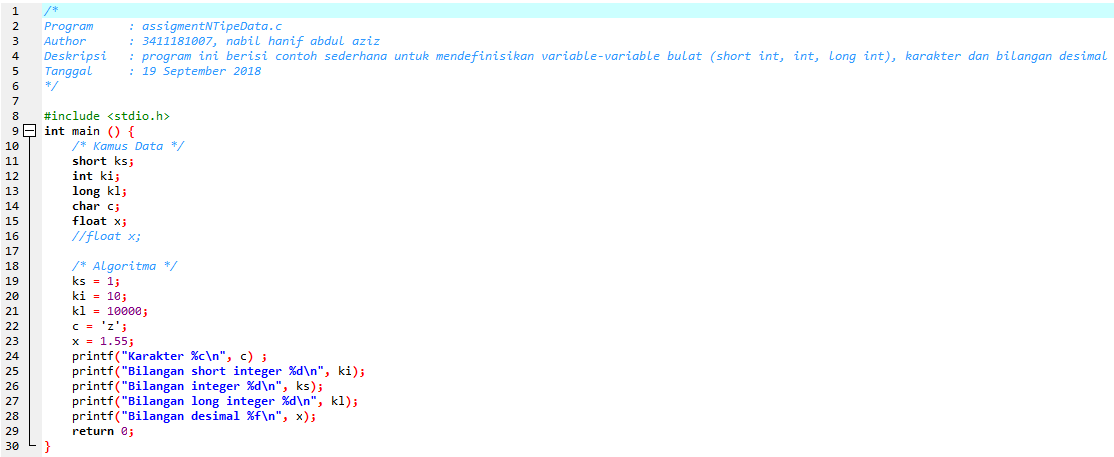 1 /*
2 Program     : assigmentNTipeData.c
3 Author      : 3411181007, nabil hanif abdul aziz
4 Deskripsi   : program ini berisi contoh sederhana untuk mendefinisikan variable-variable bulat (short int, int, long int), karakter dan bilangan desimal
5 Tanggal     : 19 September 2018
6 */
7
8 #include <stdio.h>
9 int main () {
10     /* Kamus Data */
11     short ks;
12     int ki;
13     long kl;
14     char c;
15     float x;
16     //float x;
17
18     /* Algoritma */
19     ks = 1;
20     ki = 10;
21     kl = 10000;
22     c = 'z';
23     x = 1.55;
24     printf("Karakter %c\n", c) ;
25     printf("Bilangan short integer %d\n", ki);
26     printf("Bilangan integer %d\n", ks);
27     printf("Bilangan long integer %d\n", kl);
28     printf("Bilangan desimal %f\n", x);
29     return 0;
30 }